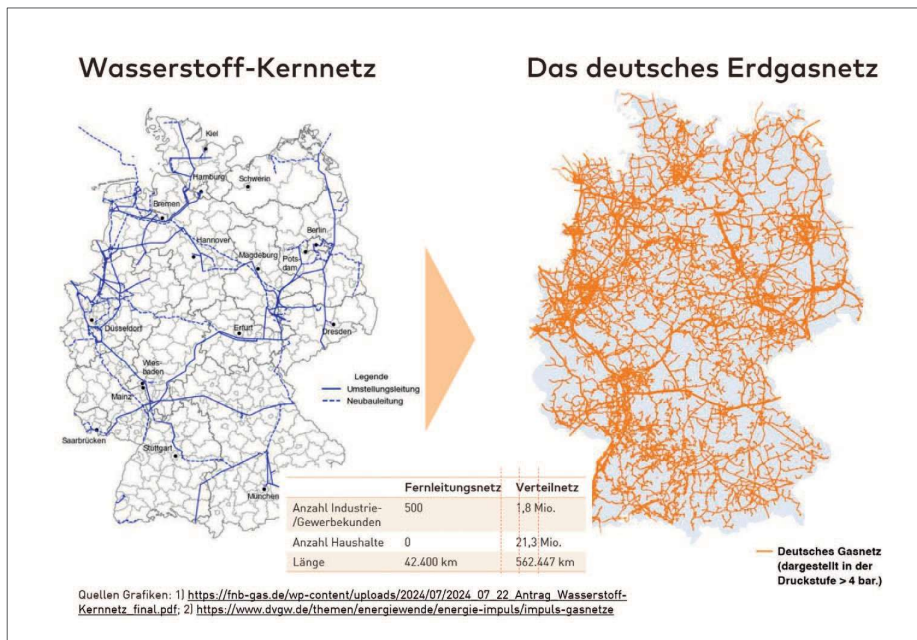 Wasserstoff-Kernnetz
Das deutsches Erdgasnetz
Kiel
Hamburg
Schwerin
Bremen
Berlin
Hannover
Magdeburg
Pots-
dam
Düsseldorf
Erfurt
Dresden
Wies-
baden
Mainz
Legende
Umstellungsleitung
Neubauleitung
Saarbrücken
Stuttgart
München
Fernleitungsnetz Verteilnetz
Anzahl Industrie- 500 1,8 Mio.
/Gewerbekunden
Anzahl Haushalte 0 21,3 Mio.
Länge 42.400 km 562.447 km
Deutsches Gasnetz
(dargestellt in der
Druckstufe > 4 bar.)
Quellen Grafiken: 1) https://fnb-gas.de/wp-content/uploads/2024/07/2024_07_22_Antrag_Wasserstoff-
Kernnetz_final.pdf; 2) https://www.dvgw.de/themen/energiewende/energie-impuls/impuls-gasnetze